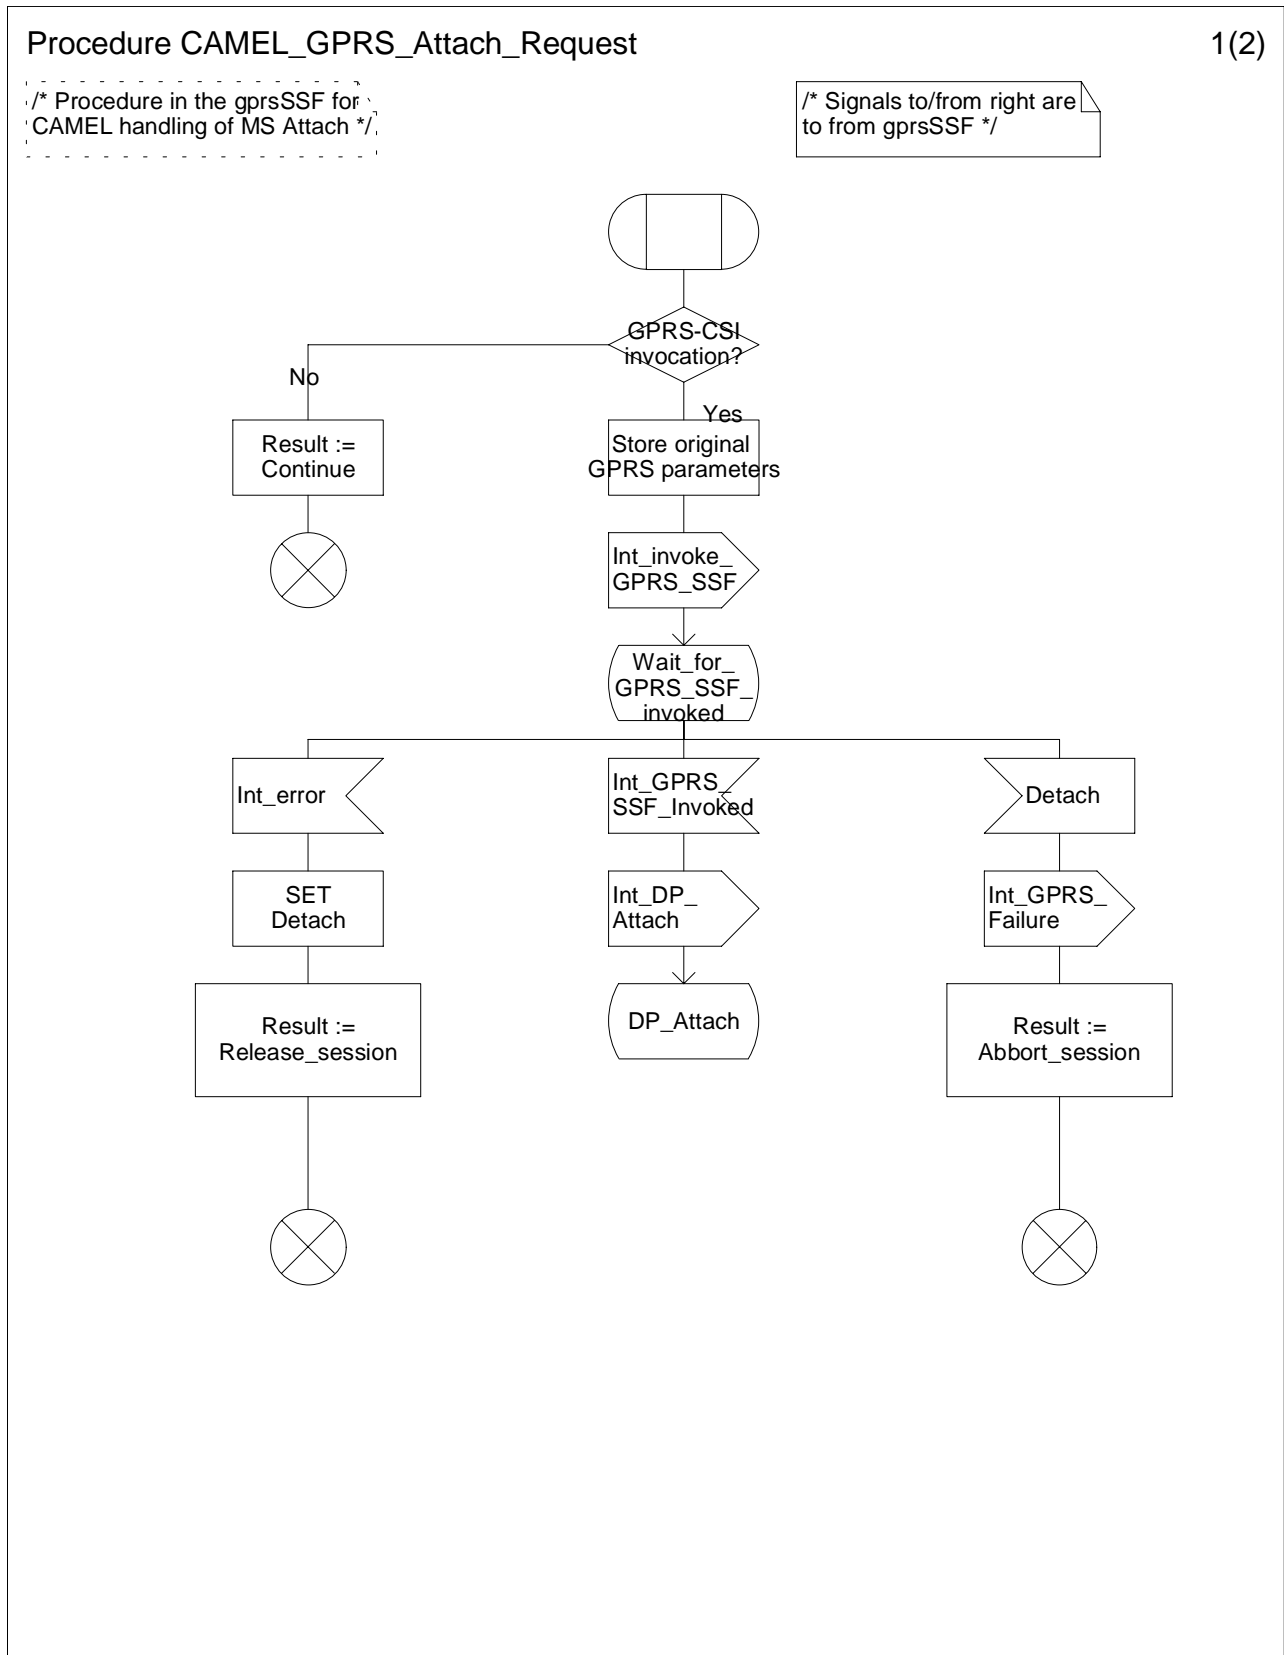 Procedure CAMEL_GPRS_Attach_Request
1(2)
/* Procedure in the gprsSSF for
CAMEL handling of MS Attach */
/* Signals to/from right are
to from gprsSSF */
GPRS-CSI
invocation?
No
Yes
Result :=
Continue
Store original
GPRS parameters
Int_invoke_
GPRS_SSF
Wait_for_
GPRS_SSF_
invoked
Int_error
Int_GPRS_
SSF_Invoked
Detach
SET
Detach
Int_DP_
Attach
Int_GPRS_
Failure
Result :=
Release_session
DP_Attach
Result :=
Abbort_session